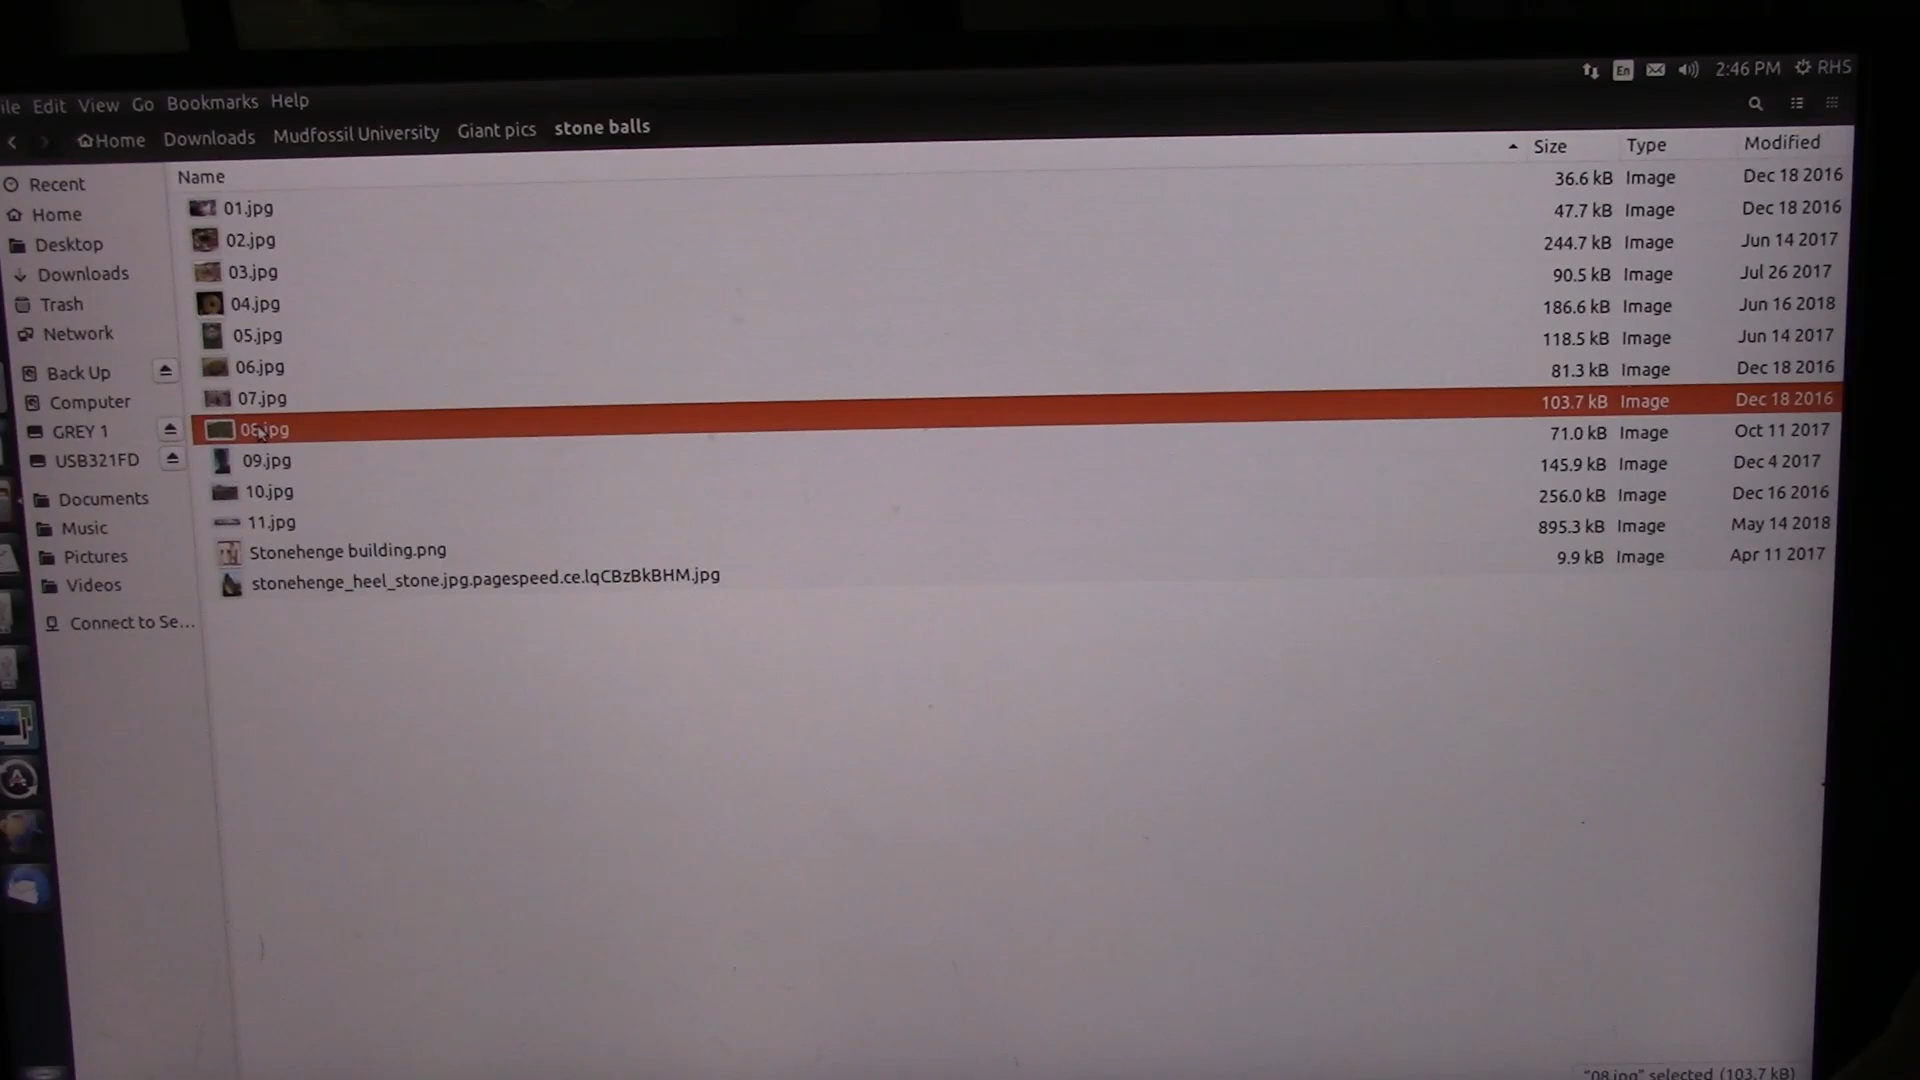 2:46 PM RHS
En
ile Edit View Go Bookmarks Help
Home Downloads Mudfossil University Giant pics stone balls
Name Size Type Modified
Recent
Home
Desktop
Downloads
Trash
Network
Back Up
Computer
GREY 1
USB321FD
Documents
Music
Pictures
Videos
Connect to Se...
01.jpg 36.6 kB Image Dec 18 2016
02.jpg 47.7 kB Image Dec 18 2016
03.jpg 244.7 kB Image Jun 14 2017
04.jpg 90.5 kB Image Jul 26 2017
05.jpg 186.6 kB Image Jun 16 2018
06.jpg 118.5 kB Image Jun 14 2017
07.jpg 81.3 kB Image Dec 18 2016
08.jpg 103.7 kB Image Dec 18 2016
09.jpg 71.0 kB Image Oct 11 2017
10.jpg 145.9 kB Image Dec 4 2017
11.jpg 256.0 kB Image Dec 16 2016
Stonehenge building.png 895.3 kB Image May 14 2018
stonehenge_heel_stone.jpg.pagespeed.ce.lqCBzBkBHM.jpg 9.9 kB Image Apr 11 2017
"08.jpg" selected (103.7 kB)